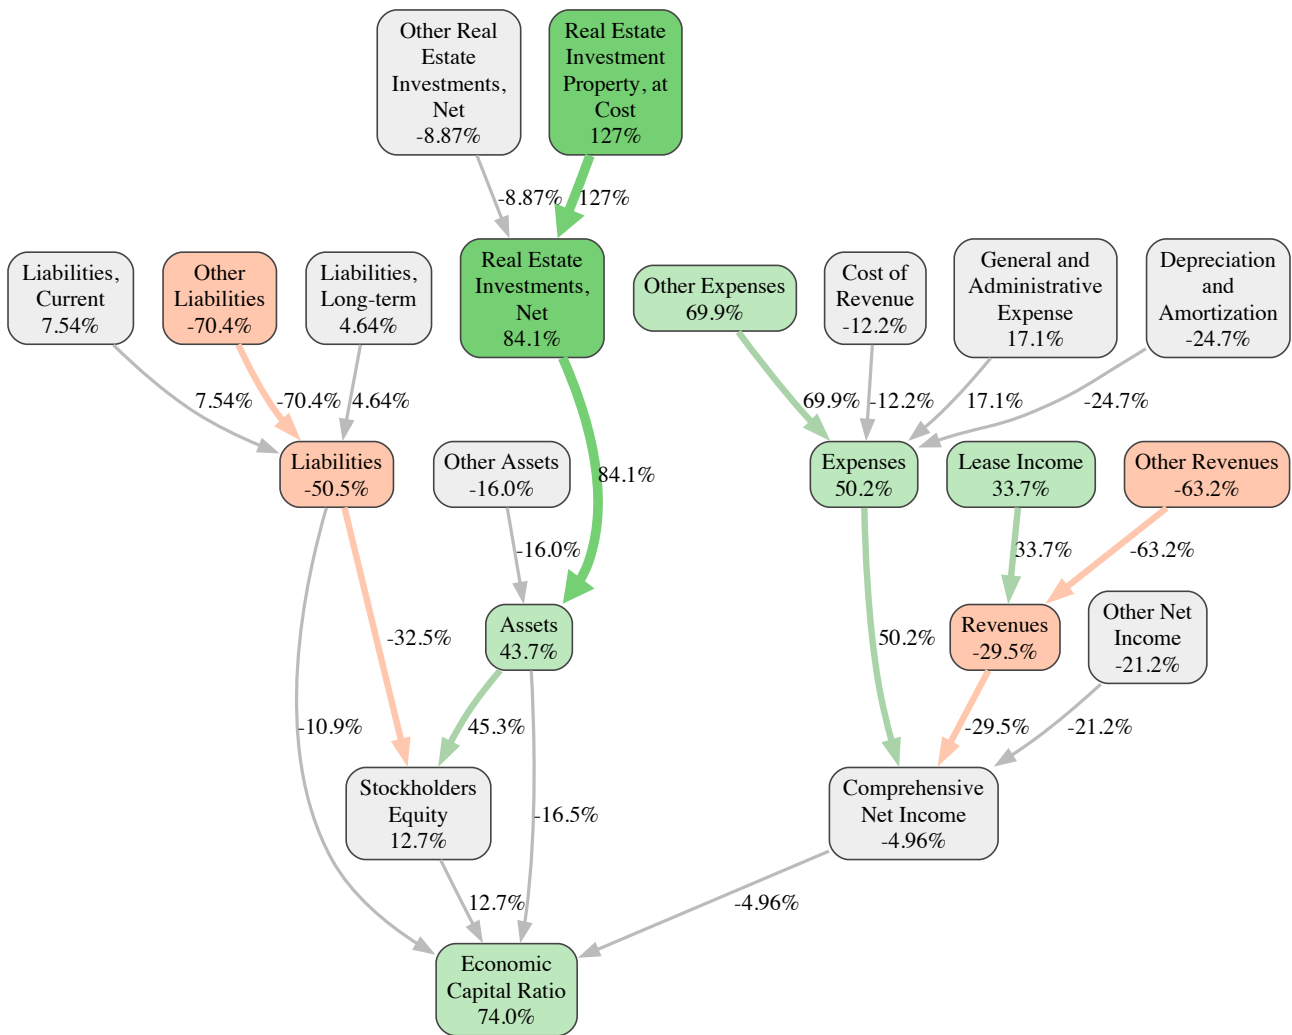 Other Real
Estate
Investments,
Net
-8.87%
Real Estate
Investment
Property, at
Cost
127%
-8.87%
127%
Liabilities,
Current
7.54%
Other
Liabilities
-70.4%
Liabilities,
Long-term
4.64%
Real Estate
Investments,
Net
84.1%
Other Expenses
69.9%
Cost of
Revenue
-12.2%
General and
Administrative
Expense
17.1%
Depreciation
and
Amortization
-24.7%
7.54%
-70.4%
4.64%
69.9%
-12.2%
17.1%
-24.7%
Liabilities
-50.5%
Other Assets
-16.0%
84.1%
Expenses
50.2%
Lease Income
33.7%
Other Revenues
-63.2%
-16.0%
33.7%
-63.2%
-32.5%
Assets
43.7%
50.2%
Revenues
-29.5%
Other Net
Income
-21.2%
-10.9%
45.3%
-29.5%
-21.2%
Stockholders
Equity
12.7%
-16.5%
Comprehensive
Net Income
-4.96%
12.7%
-4.96%
Economic
Capital Ratio
74.0%